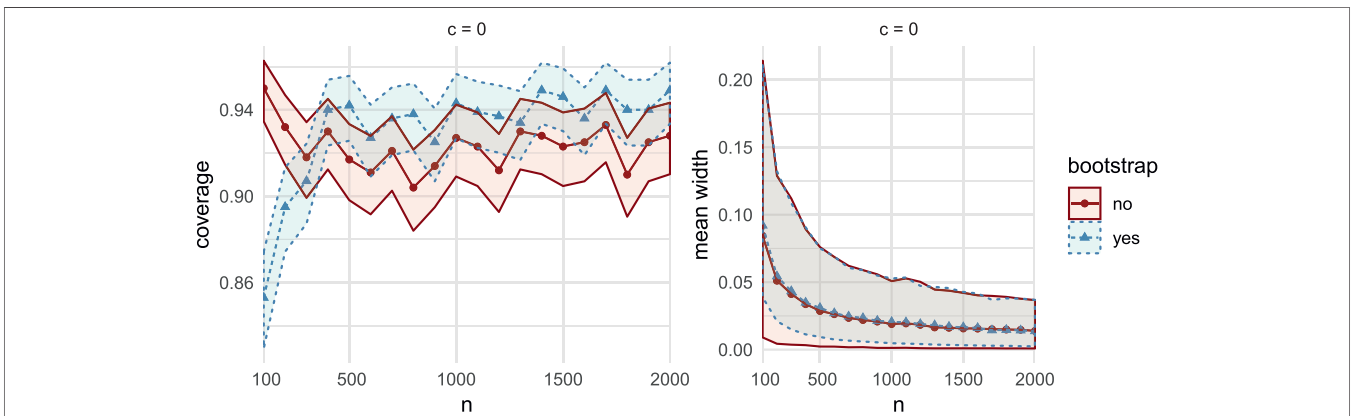 c = 0
coverage
0.94
0.90
0.86
100 500 1000 1500 2000
n
c = 0
mean width
0.20
0.15
0.10
0.05
0.00
100 500 1000 1500 2000
n
bootstrap
no
yes